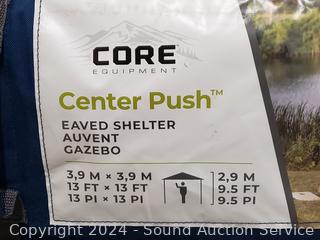 CORE
EQUIPMENT
Center Push™
EAVED SHELTER
AUVENT
GAZEBO
3,9 M × 3,9 M
13 FT × 13 FT
13 PI × 13 PI
2,9 M
9.5 FT
9.5 PI
Copyright 2024 - Sound Auction Service